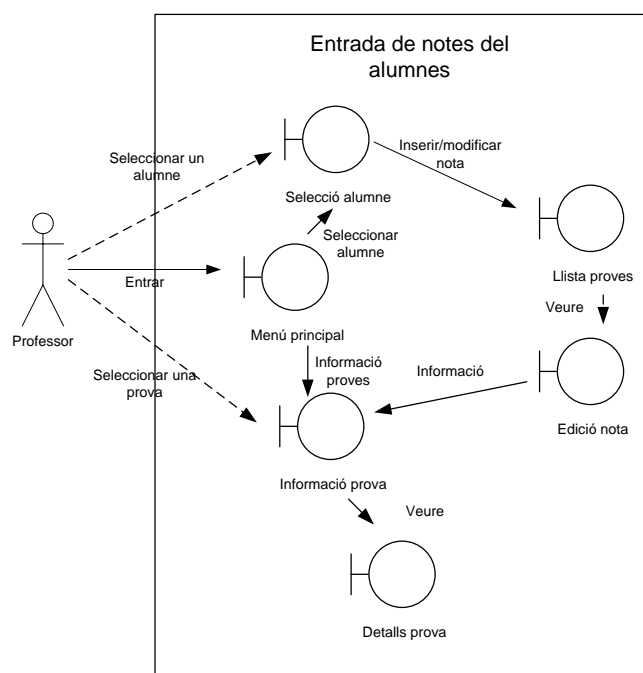 Entrada de notes del
alumnes
Seleccionar un
alumne
Inserir/modificar
nota
Selecció alumne
Seleccionar
alumne
Llista proves
Entrar
Veure
Menú principal
Professor
Informació
proves
Informació
Seleccionar una
prova
Edició nota
Informació prova
Veure
Detalls prova